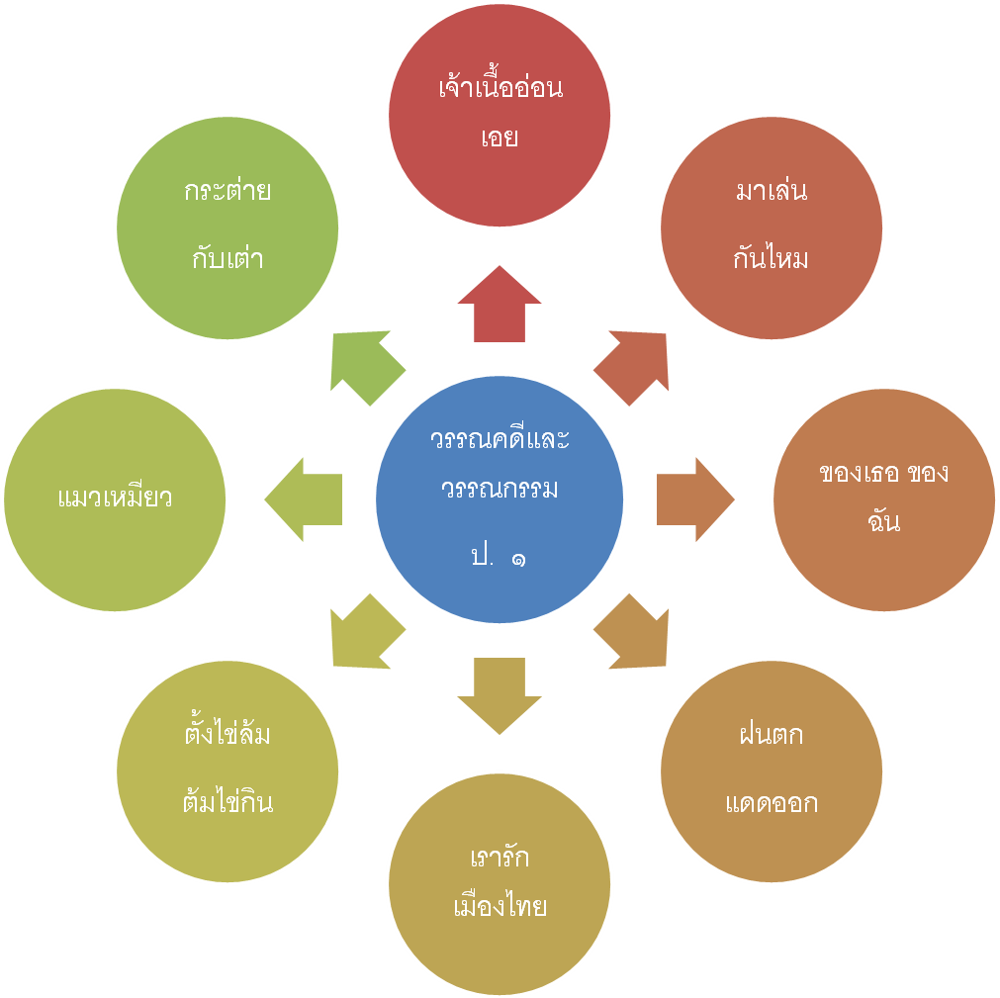 เจ้าเนื้ออ่อน
เอย
มาเล่น
กันไหม
ของเธอ ของ
ฉัน
ฝนตก
แดดออก
เรารัก
เมืองไทย
ตั้งไข่ล้ม
ต้มไข่กิน
แมวเหมียว
กระต่าย
กับเต่า
วรรณคดีและ
วรรณกรรม
ป. ๑